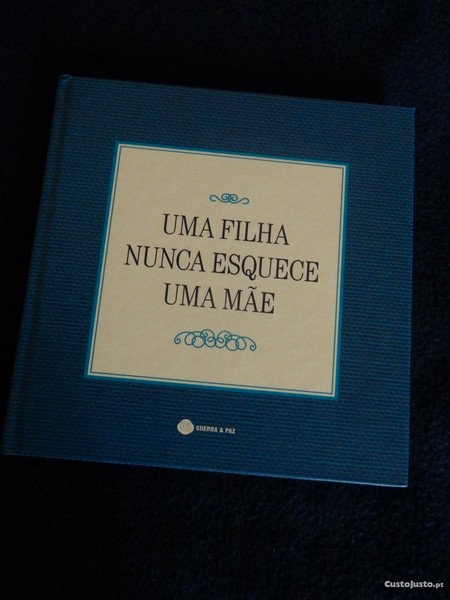 UMA FILHA
NUNCA ESQUECE
UMA MÃE
GUERRA & PAZ
CustoJusto.pt